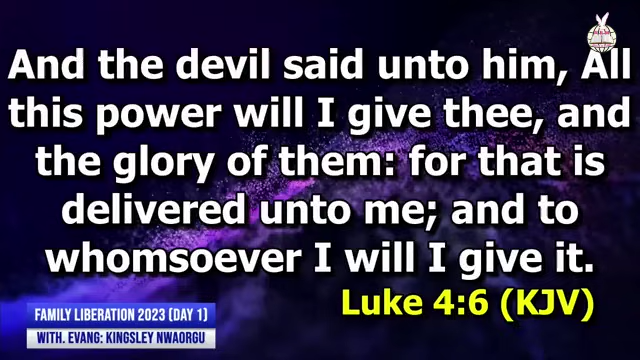 And the devil said unto him, All
this power will I give thee, and
the glory of them: for that is
delivered unto me; and to
whomsoever I will I give it.
Luke 4:6 (KJV)
FAMILY LIBERATION 2023 (DAY 1)
WITH. EVANG: KINGSLEY NWAORGU